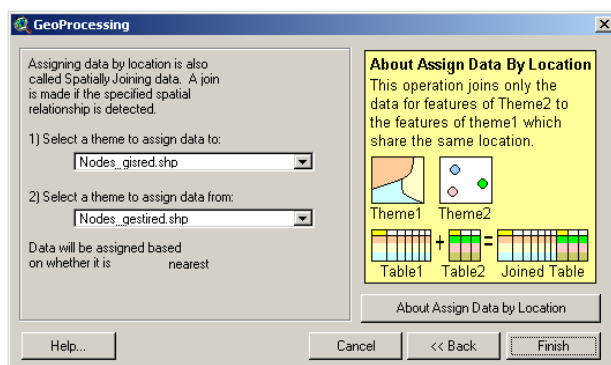 GeoProcessing
Assigning data by location is also
called Spatially Joining data. A join
is made if the specified spatial
relationship is detected.
1) Select a theme to assign data to:
Nodes_gisred.shp
2) Select a theme to assign data from:
Nodes_gestired.shp
Data will be assigned based
on whether it is nearest
About Assign Data By Location
This operation joins only the
data for features of Theme2 to
the features of theme1 which
share the same location.
Theme1 Theme2
+ =
Table1 Table2 Joined Table
About Assign Data by Location
Help... Cancel << Back Finish